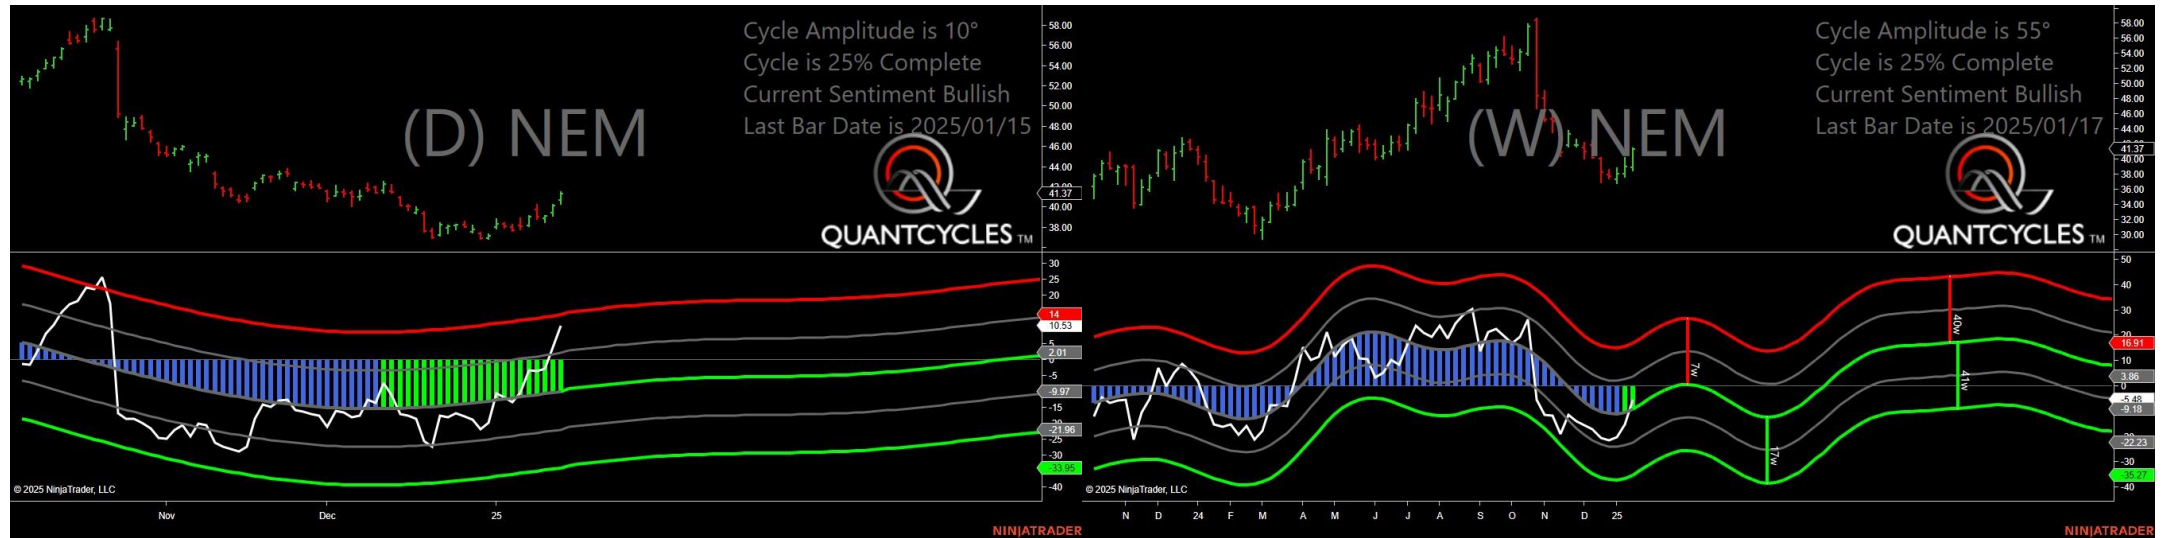 Cycle Amplitude is 10°
Cycle is 25% Complete
Current Sentiment Bullish
Last Bar Date is 2025/01/15
(D) NEM
QUANTCYCLES TM
58.00
56.00
54.00
52.00
50.00
48.00
46.00
44.00
42.00
41.37
40.00
38.00
30
25
20
14
10.53
5
2.01
0
-5
-9.97
-15
-21.96
-25
-30
-33.95
-40
© 2025 NinjaTrader, LLC
Nov
Dec
25
NINJATRADER
Cycle Amplitude is 55°
Cycle is 25% Complete
Current Sentiment Bullish
Last Bar Date is 2025/01/17
(W) NEM
QUANTCYCLES TM
58.00
56.00
54.00
52.00
50.00
48.00
46.00
44.00
41.37
40.00
38.00
36.00
34.00
32.00
30.00
50
40
30
20
16.91
10
3.86
0
-5.48
-9.18
-22.23
-30
-35.27
-40
7w
17w
40w
41w
© 2025 NinjaTrader, LLC
N D 24 F M A M J J A S O N D 25
NINJATRADER